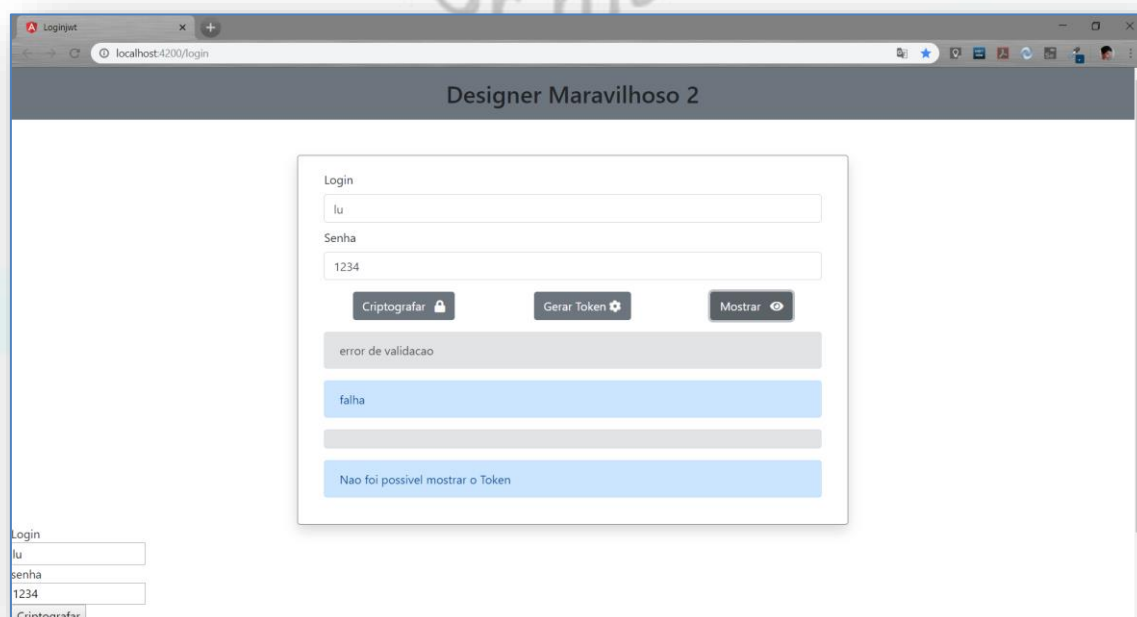 Loginjwt
localhost:4200/login
Designer Maravilhoso 2
Login
lu
Senha
1234
Criptografar
Gerar Token
Mostrar
error de validacao
falha
Nao foi possivel mostrar o Token
Login
lu
senha
1234
Criptografar